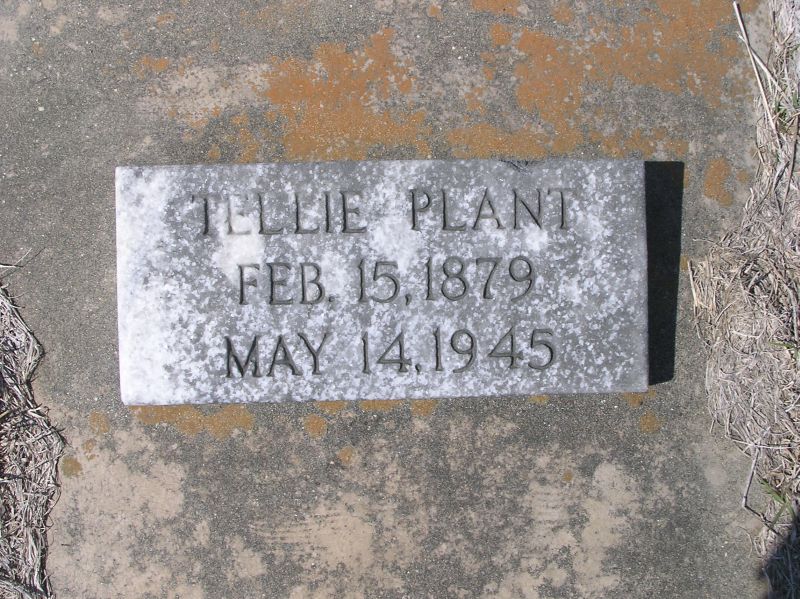 TELLIE PLANT
FEB. 15, 1879
MAY 14, 1945